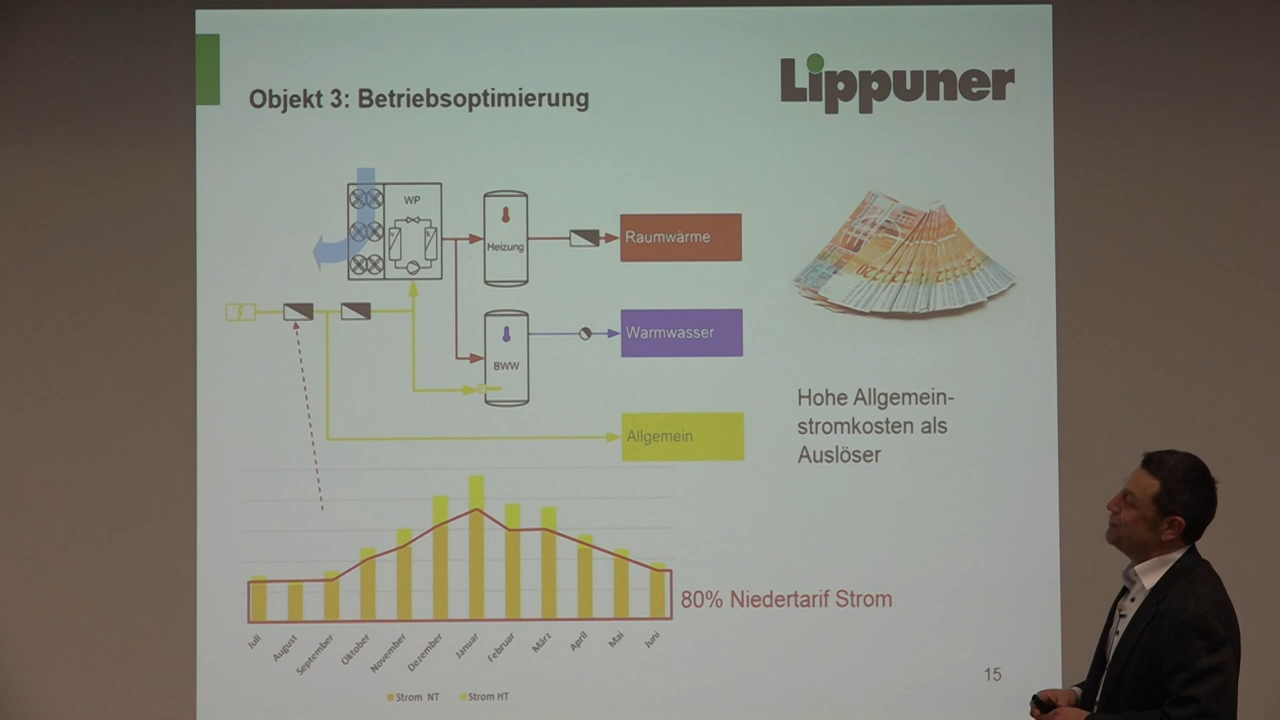 Lippuner
Objekt 3: Betriebsoptimierung
WP
Heizung
Raumwärme
BWW
Warmwasser
Allgemein
Hohe Allgemein-
stromkosten als
Auslöser
80% Niedertarif Strom
Juli
August
September
Oktober
November
Dezember
Januar
Februar
März
April
Mai
Juni
Strom NT
Strom HT
15